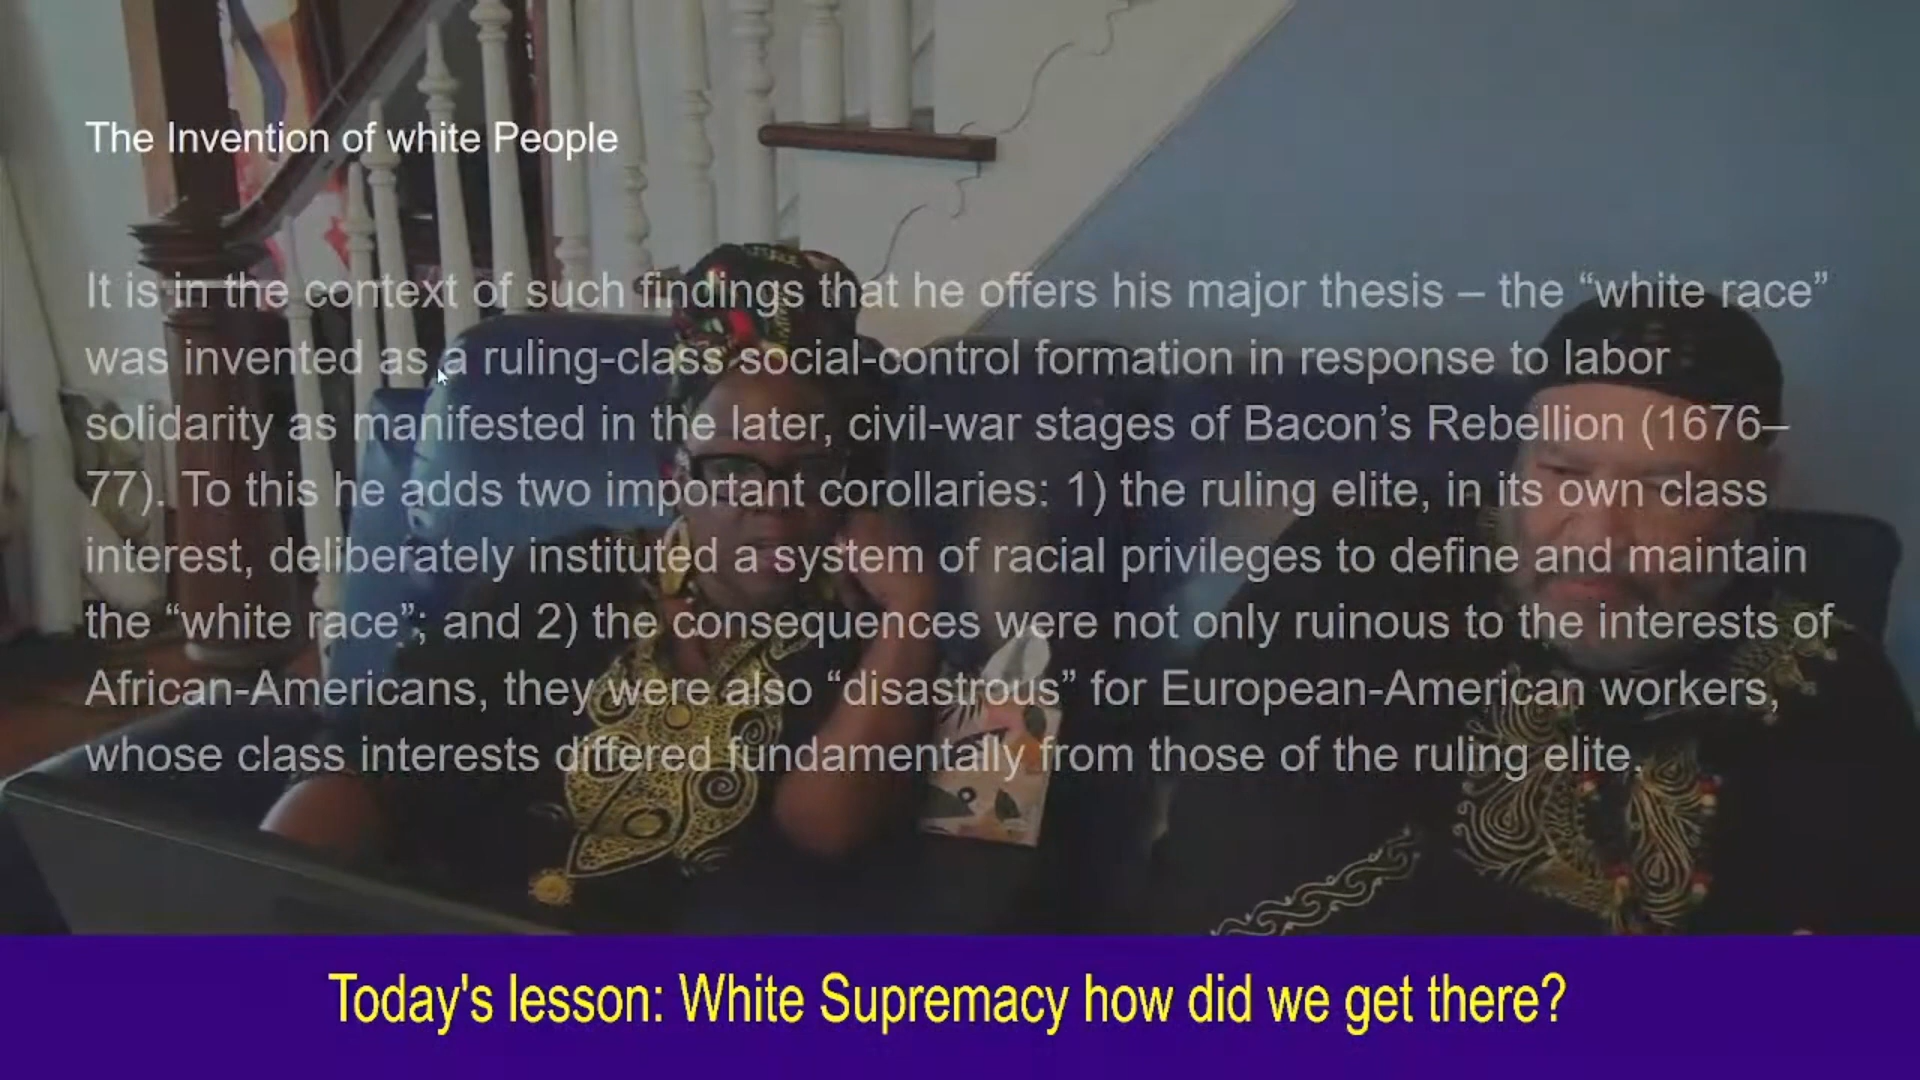 The Invention of white People
It is in the context of such findings that he offers his major thesis – the “white race”
was invented as a ruling-class social-control formation in response to labor
solidarity as manifested in the later, civil-war stages of Bacon’s Rebellion (1676–
77). To this he adds two important corollaries: 1) the ruling elite, in its own class
interest, deliberately instituted a system of racial privileges to define and maintain
the “white race”; and 2) the consequences were not only ruinous to the interests of
African-Americans, they were also “disastrous” for European-American workers,
whose class interests differed fundamentally from those of the ruling elite.
Today's lesson: White Supremacy how did we get there?